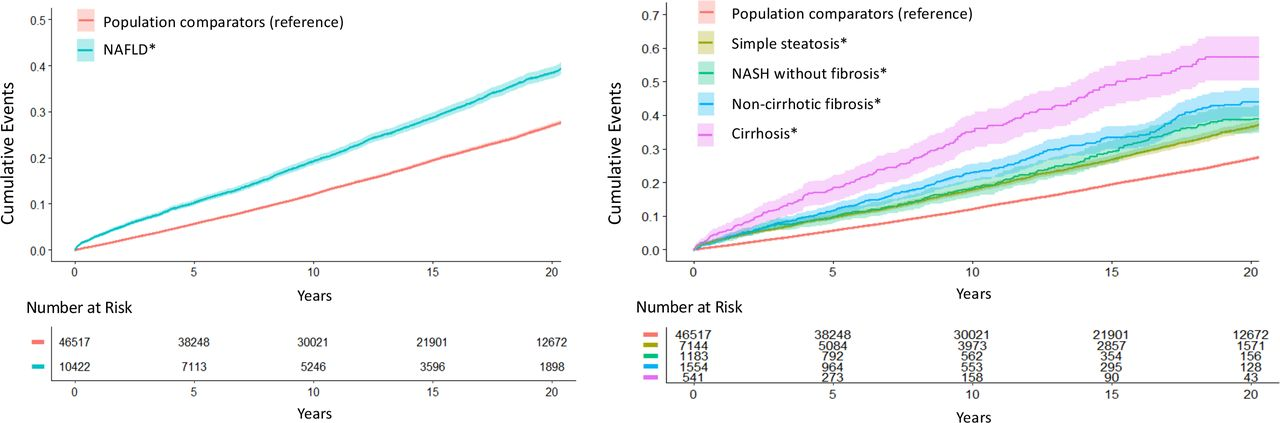 0.5
0.4
0.3
0.2
0.1
0.0
Cumulative Events
Population comparators (reference)
NAFLD*
0 5 10 15 20
Years
Number at Risk
46517 38248 30021 21901 12672
10422 7113 5246 3596 1898
0 5 10 15 20
Years
0.7
0.6
0.5
0.4
0.3
0.2
0.1
0.0
Cumulative Events
Population comparators (reference)
Simple steatosis*
NASH without fibrosis*
Non-cirrhotic fibrosis*
Cirrhosis*
0 5 10 15 20
Years
Number at Risk
46517 38248 30021 21901 12672
7144 5084 3973 2857 1571
1183 792 562 354 156
1554 964 553 295 128
541 273 158 90 43
0 5 10 15 20
Years